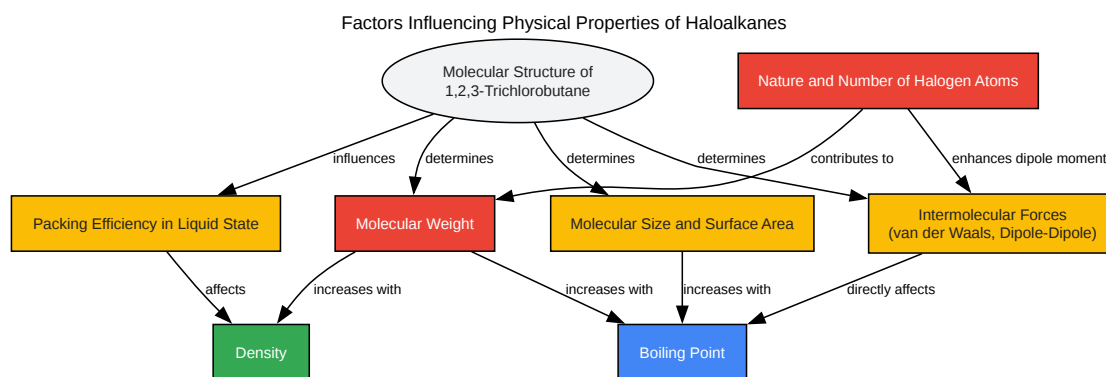 Factors Influencing Physical Properties of Haloalkanes
Molecular Structure of
1,2,3-Trichlorobutane
Nature and Number of Halogen Atoms
influences
determines
determines
determines
contributes to
enhances dipole moment
Packing Efficiency in Liquid State
Molecular Weight
Molecular Size and Surface Area
Intermolecular Forces
(van der Waals, Dipole-Dipole)
affects
increases with
increases with
increases with
directly affects
Density
Boiling Point